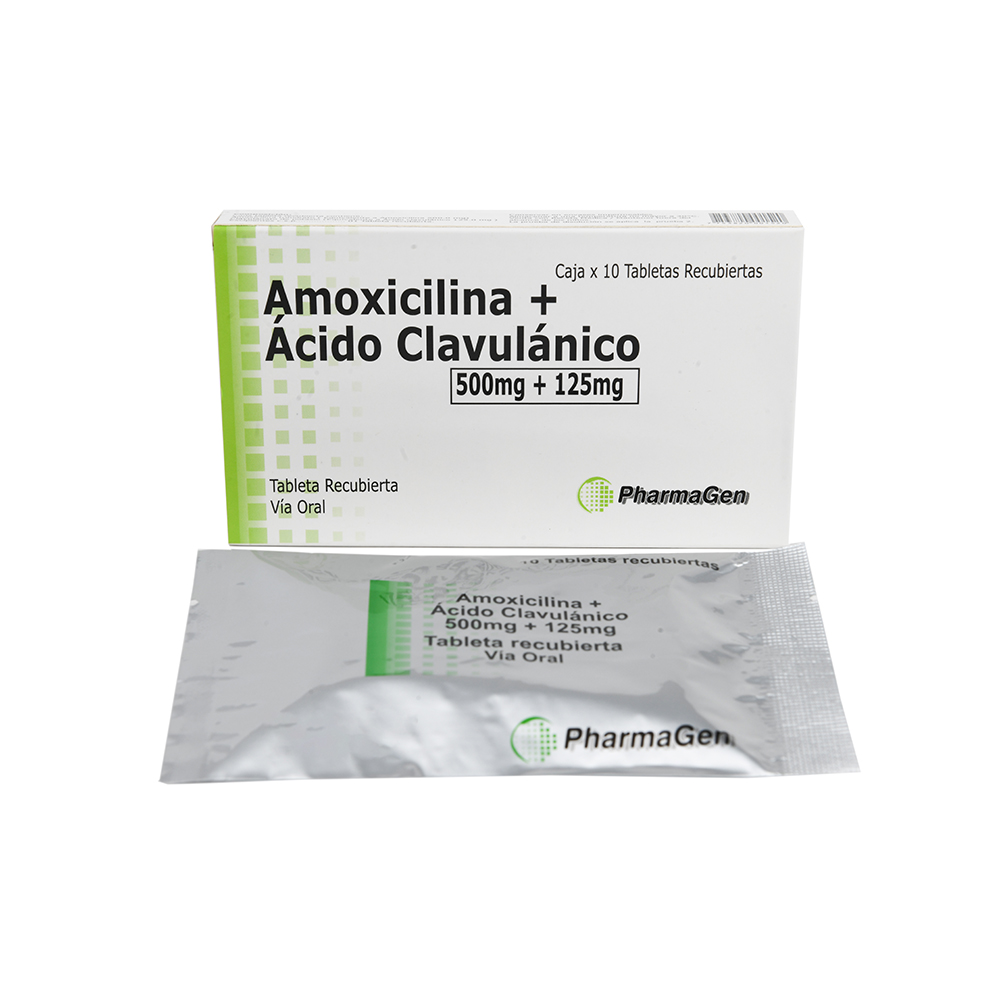 Caja x 10 Tabletas Recubiertas
Amoxicilina +
Ácido Clavulánico
500mg + 125mg
Tableta Recubierta
Vía Oral
PharmaGen
10 Tabletas recubiertas
Amoxicilina +
Ácido Clavulánico
500mg + 125mg
Tableta recubierta
Vía Oral
PharmaGen